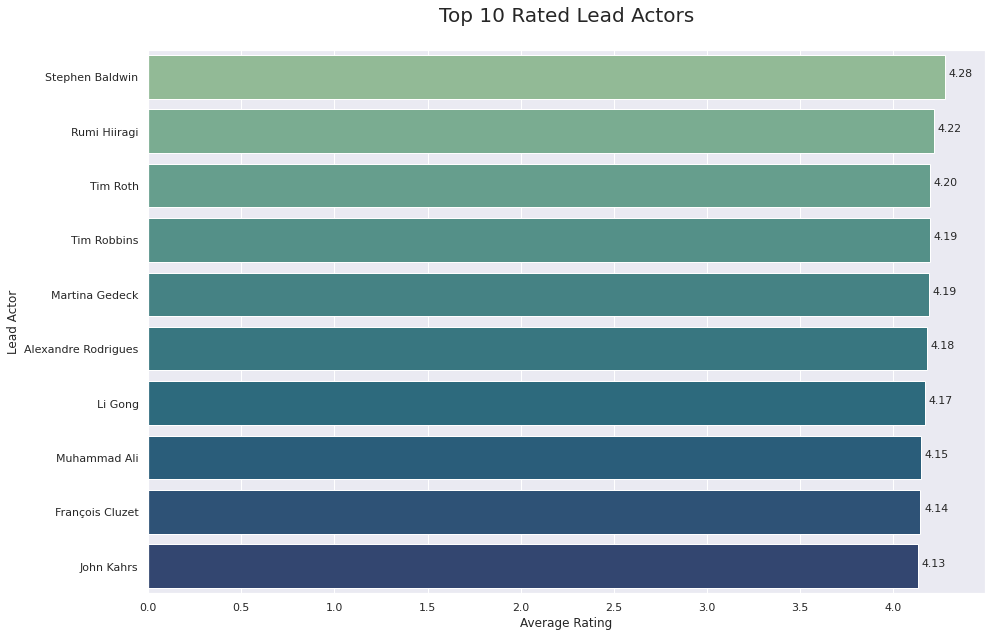 Top 10 Rated Lead Actors
Lead Actor
Stephen Baldwin 4.28
Rumi Hiiragi 4.22
Tim Roth 4.20
Tim Robbins 4.19
Martina Gedeck 4.19
Alexandre Rodrigues 4.18
Li Gong 4.17
Muhammad Ali 4.15
François Cluzet 4.14
John Kahrs 4.13
0.0 0.5 1.0 1.5 2.0 2.5 3.0 3.5 4.0
Average Rating